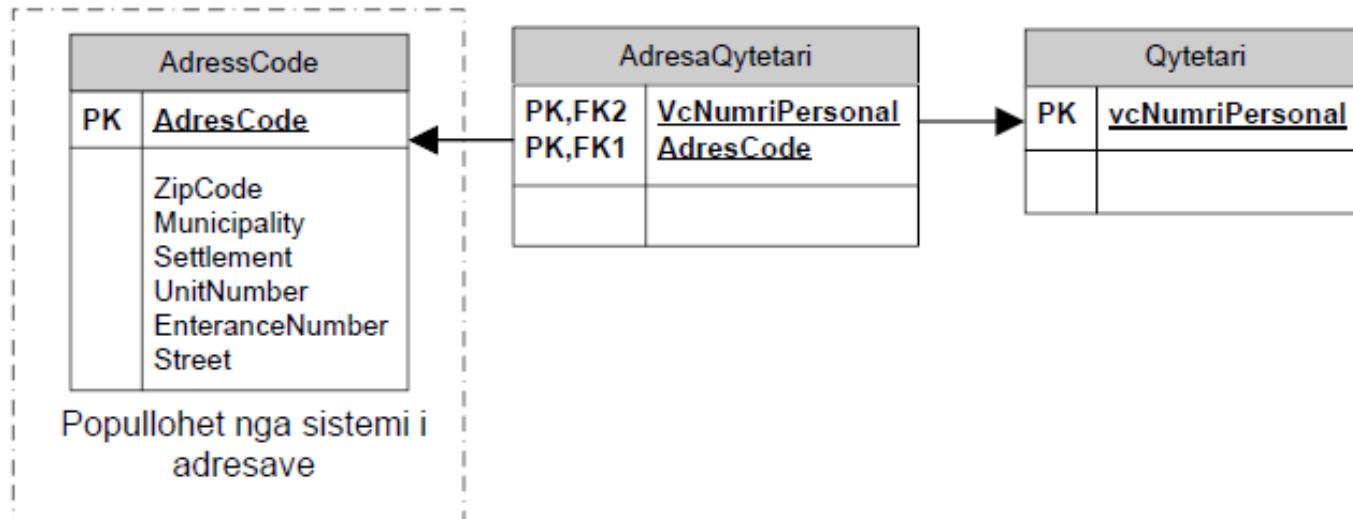 AdressCode
PK AdresCode
ZipCode
Municipality
Settlement
UnitNumber
EnteranceNumber
Street
Popullohet nga sistemi i
adresave
AdresaQytetari
PK,FK2 VcNumriPersonal
PK,FK1 AdresCode
Qytetari
PK vcNumriPersonal